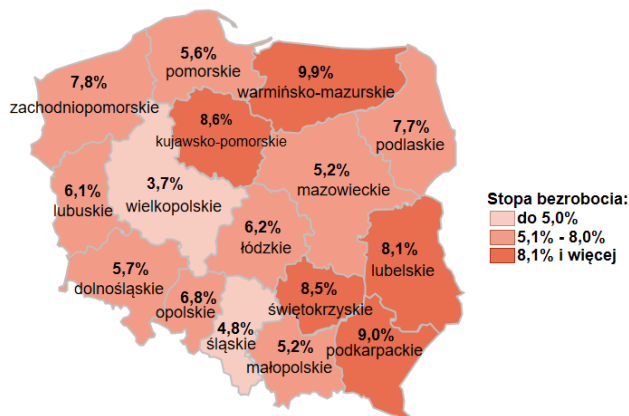 5,6%
pomorskie
9,9%
warmińsko-mazurskie
7,8%
zachodniopomorskie
8,6%
kujawsko-pomorskie
7,7%
podlaskie
5,2%
mazowieckie
3,7%
wielkopolskie
6,1%
lubuskie
6,2%
łódzkie
8,1%
lubelskie
5,7%
dolnośląskie
6,8%
opolskie
8,5%
świętokrzyskie
4,8%
śląskie
5,2%
małopolskie
9,0%
podkarpackie
Stopa bezrobocia:
do 5,0%
5,1% - 8,0%
8,1% i więcej